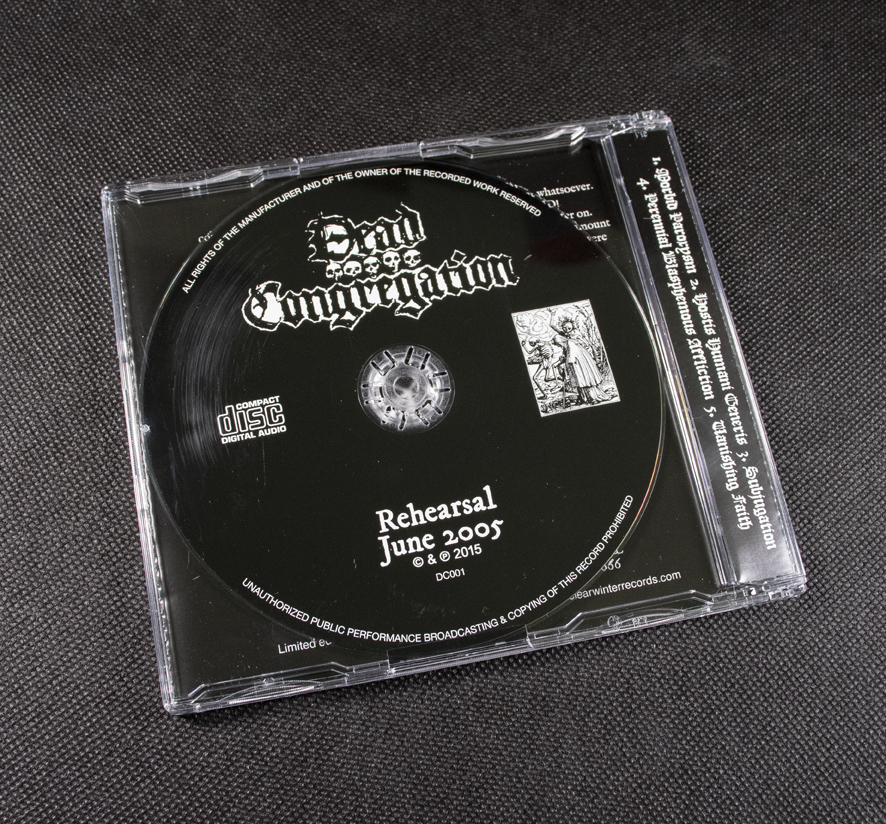 ALL RIGHTS OF THE MANUFACTURER AND OF THE OWNER OF THE RECORDED WORK RESERVED
Dead
Congregation
COMPACT
disc
DIGITAL AUDIO
Rehearsal
June 2005
© & ℗ 2015
DC001
UNAUTHORIZED PUBLIC PERFORMANCE BROADCASTING & COPYING OF THIS RECORD PROHIBITED
whatsoever.
on.
Limited
1. Morbid Paroxysm 2. Hostis Humani Generis 3. Subjugation
4. Perennial Blasphemous Affliction 5. Vanishing Faith